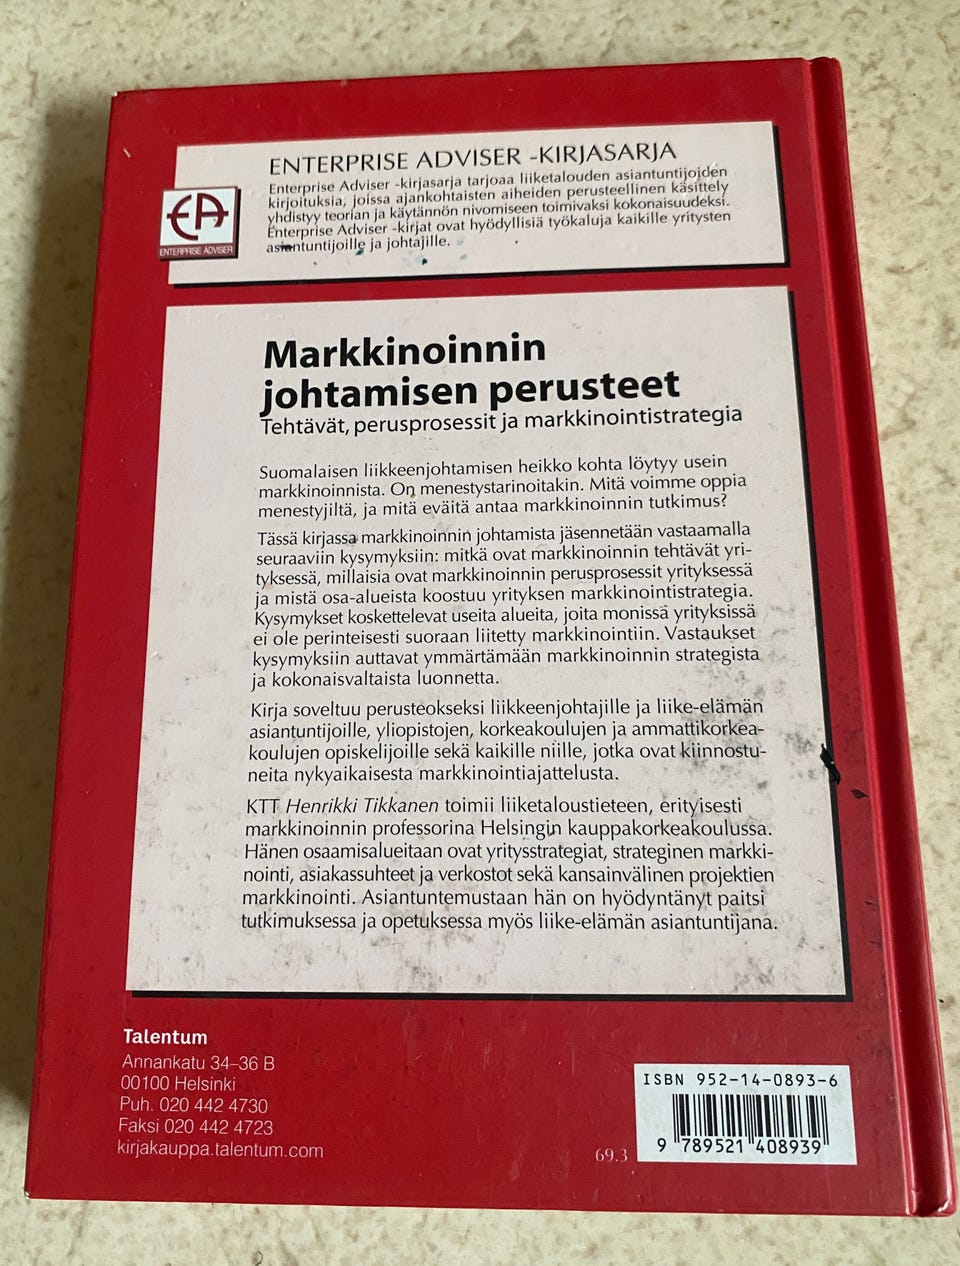 ENTERPRISE ADVISER -KIRJASARJA
Enterprise Adviser -kirjasarja tarjoaa liiketalouden asiantuntijoiden
kirjoituksia, joissa ajankohtaisten aiheiden perusteellinen käsittely
yhdistyy teorian ja käytännön nivomiseen toimivaksi kokonaisuudeksi.
Enterprise Adviser -kirjat ovat hyödyllisiä työkaluja kaikille yritysten
asiantuntijoille ja johtajille.
EA
ENTERPRISE ADVISER
Markkinoinnin
johtamisen perusteet
Tehtävät, perusprosessit ja markkinointistrategia
Suomalaisen liikkeenjohtamisen heikko kohta löytyy usein
markkinoinnista. On menestystarinoitakin. Mitä voimme oppia
menestyjiltä, ja mitä eväitä antaa markkinoinnin tutkimus?
Tässä kirjassa markkinoinnin johtamista jäsennetään vastaamalla
seuraaviin kysymyksiin: mitkä ovat markkinoinnin tehtävät yri-
tyksessä, millaisia ovat markkinoinnin perusprosessit yrityksessä
ja mistä osa-alueista koostuu yrityksen markkinointistrategia.
Kysymykset koskettelevat useita alueita, joita monissa yrityksissä
ei ole perinteisesti suoraan liitetty markkinointiin. Vastaukset
kysymyksiin auttavat ymmärtämään markkinoinnin strategista
ja kokonaisvaltaista luonnetta.
Kirja soveltuu perusteokseksi liikkeenjohtajille ja liike-elämän
asiantuntijoille, yliopistojen, korkeakoulujen ja ammattikorkea-
koulujen opiskelijoille sekä kaikille niille, jotka ovat kiinnostu-
neita nykyaikaisesta markkinointiajattelusta.
KTT Henrikki Tikkanen toimii liiketaloustieteen, erityisesti
markkinoinnin professorina Helsingin kauppakorkeakoulussa.
Hänen osaamisalueitaan ovat yritysstrategiat, strateginen markki-
nointi, asiakassuhteet ja verkostot sekä kansainvälinen projektien
markkinointi. Asiantuntemustaan hän on hyödyntänyt paitsi
tutkimuksessa ja opetuksessa myös liike-elämän asiantuntijana.
Talentum
Annankatu 34–36 B
00100 Helsinki
Puh. 020 442 4730
Faksi 020 442 4723
kirjakauppa.talentum.com
69.3
ISBN 952-14-0893-6
9 789521 408939